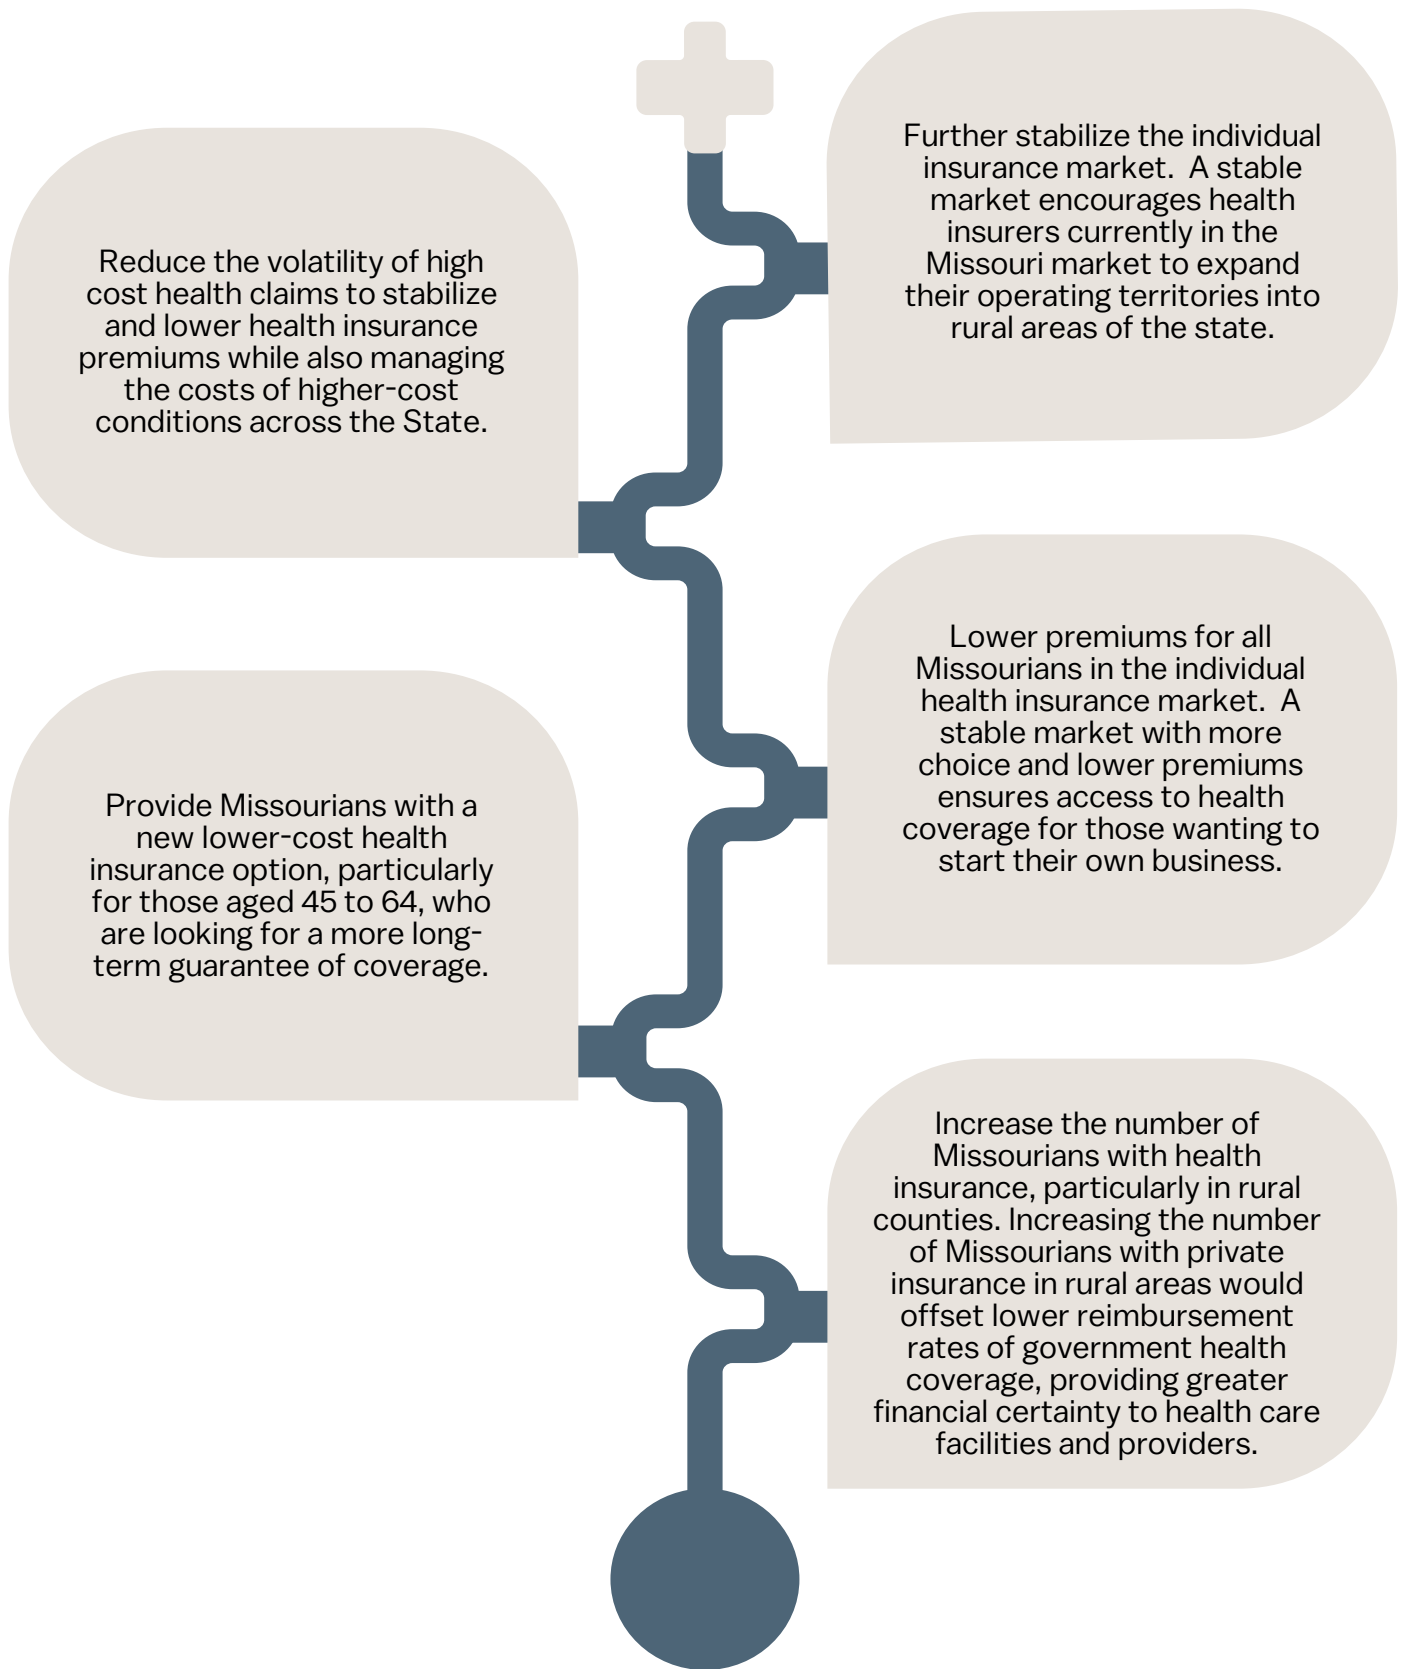 Further stabilize the individual
insurance market.  A stable
market encourages health
insurers currently in the
Missouri market to expand
their operating territories into
rural areas of the state.
Reduce the volatility of high
cost health claims to stabilize
and lower health insurance
premiums while also managing
the costs of higher-cost
conditions across the State.
Lower premiums for all
Missourians in the individual
health insurance market.  A
stable market with more
choice and lower premiums
ensures access to health
coverage for those wanting to
start their own business.
Provide Missourians with a
new lower-cost health
insurance option, particularly
for those aged 45 to 64, who
are looking for a more long-
term guarantee of coverage.
Increase the number of
Missourians with health
insurance, particularly in rural
counties. Increasing the number
of Missourians with private
insurance in rural areas would
offset lower reimbursement
rates of government health
coverage, providing greater
financial certainty to health care
facilities and providers.